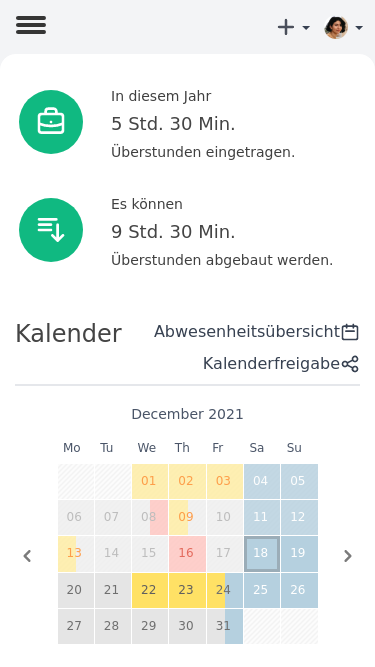 In diesem Jahr
5 Std. 30 Min.
Überstunden eingetragen.
Es können
9 Std. 30 Min.
Überstunden abgebaut werden.
Kalender
Abwesenheitsübersicht
Kalenderfreigabe
December 2021
Mo Tu We Th Fr Sa Su
01 02 03 04 05
06 07 08 09 10 11 12
13 14 15 16 17 18 19
20 21 22 23 24 25 26
27 28 29 30 31